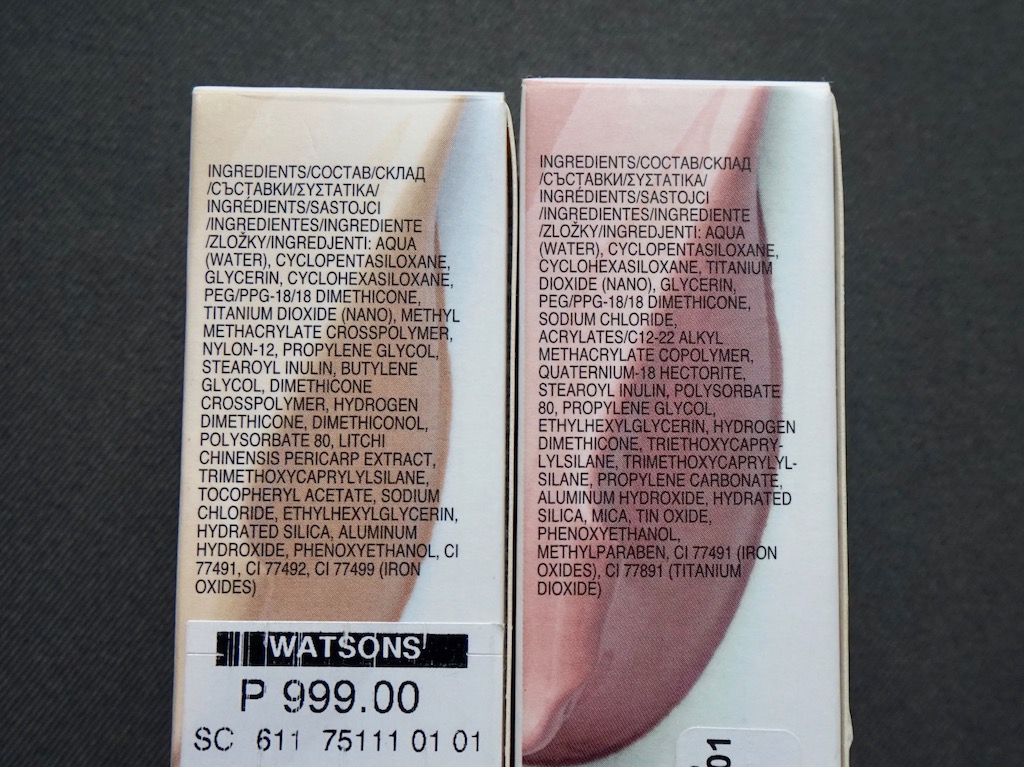 INGREDIENTS/СОСТАВ/СКЛАД
/СЪСТАВКИ/ΣΥΣΤΑΤΙΚΑ/
INGRÉDIENTS/SASTOJCI
/INGREDIENTES/INGREDIENTE
/ZLOŽKY/INGREDJENTI: AQUA
(WATER), CYCLOPENTASILOXANE,
GLYCERIN, CYCLOHEXASILOXANE,
PEG/PPG-18/18 DIMETHICONE,
TITANIUM DIOXIDE (NANO), METHYL
METHACRYLATE CROSSPOLYMER,
NYLON-12, PROPYLENE GLYCOL,
STEAROYL INULIN, BUTYLENE
GLYCOL, DIMETHICONE
CROSSPOLYMER, HYDROGEN
DIMETHICONE, DIMETHICONOL,
POLYSORBATE 80, LITCHI
CHINENSIS PERICARP EXTRACT,
TRIMETHOXYCAPRYLYLSILANE,
TOCOPHERYL ACETATE, SODIUM
CHLORIDE, ETHYLHEXYLGLYCERIN,
HYDRATED SILICA, ALUMINUM
HYDROXIDE, PHENOXYETHANOL, CI
77491, CI 77492, CI 77499 (IRON
OXIDES)
WATSONS
P 999.00
SC 611 75111 01 01
INGREDIENTS/СОСТАВ/СКЛАД
/СЪСТАВКИ/ΣΥΣΤΑΤΙΚΑ/
INGRÉDIENTS/SASTOJCI
/INGREDIENTES/INGREDIENTE
/ZLOŽKY/INGREDJENTI: AQUA
(WATER), CYCLOPENTASILOXANE,
CYCLOHEXASILOXANE, TITANIUM
DIOXIDE (NANO), GLYCERIN,
PEG/PPG-18/18 DIMETHICONE,
SODIUM CHLORIDE,
ACRYLATES/C12-22 ALKYL
METHACRYLATE COPOLYMER,
QUATERNIUM-18 HECTORITE,
STEAROYL INULIN, POLYSORBATE
80, PROPYLENE GLYCOL,
ETHYLHEXYLGLYCERIN, HYDROGEN
DIMETHICONE, TRIETHOXYCAPRY-
LYLSILANE, TRIMETHOXYCAPRYLYL-
SILANE, PROPYLENE CARBONATE,
ALUMINUM HYDROXIDE, HYDRATED
SILICA, MICA, TIN OXIDE,
PHENOXYETHANOL,
METHYLPARABEN, CI 77491 (IRON
OXIDES), CI 77891 (TITANIUM
DIOXIDE)
01